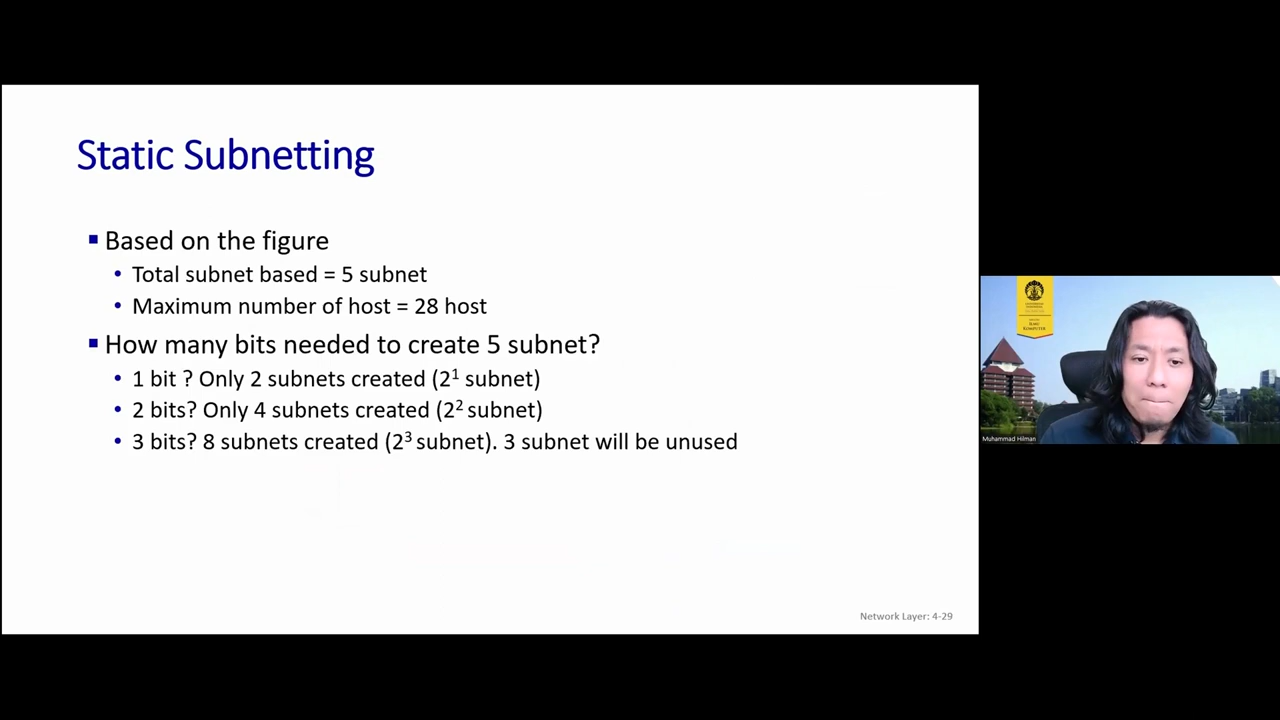 Static Subnetting
▪ Based on the figure
• Total subnet based = 5 subnet
• Maximum number of host = 28 host
▪ How many bits needed to create 5 subnet?
• 1 bit ? Only 2 subnets created (2¹ subnet)
• 2 bits? Only 4 subnets created (2² subnet)
• 3 bits? 8 subnets created (2³ subnet). 3 subnet will be unused
Network Layer: 4-29
ILMU
KOMPUTER
Muhammad Hilman